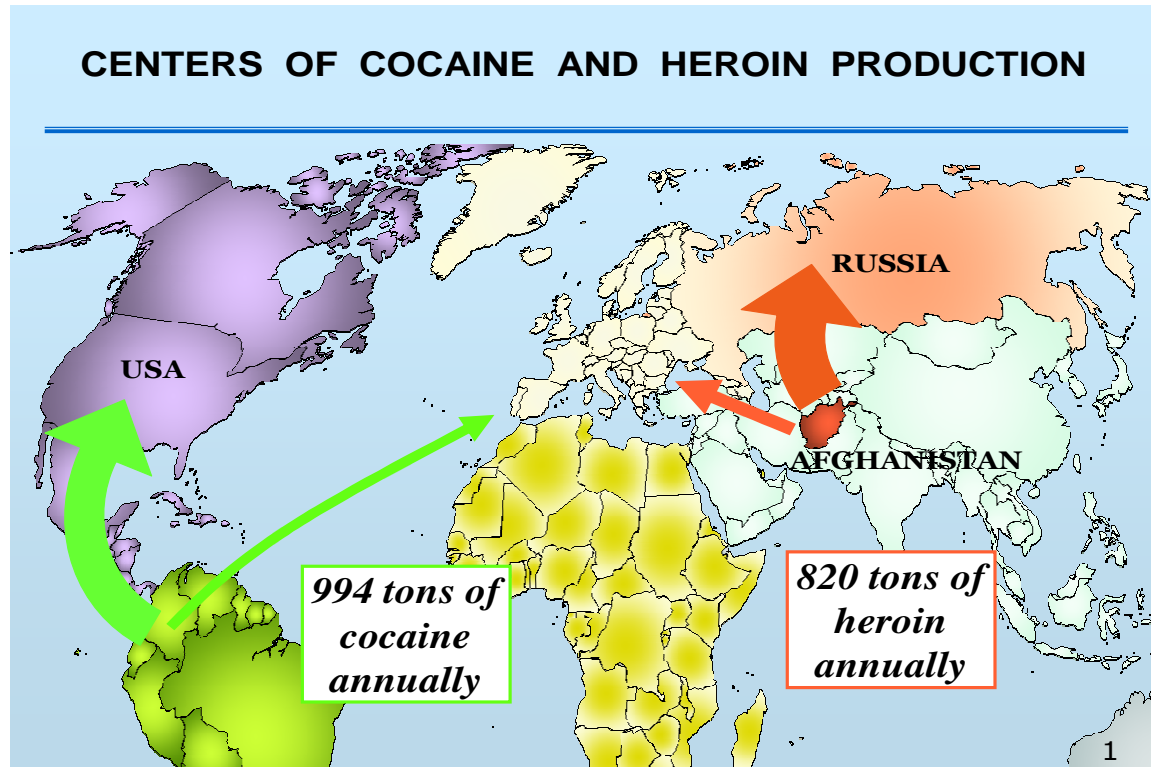 CENTERS OF COCAINE AND HEROIN PRODUCTION
RUSSIA
USA
AFGHANISTAN
994 tons of
cocaine
annually
820 tons of
heroin
annually
1